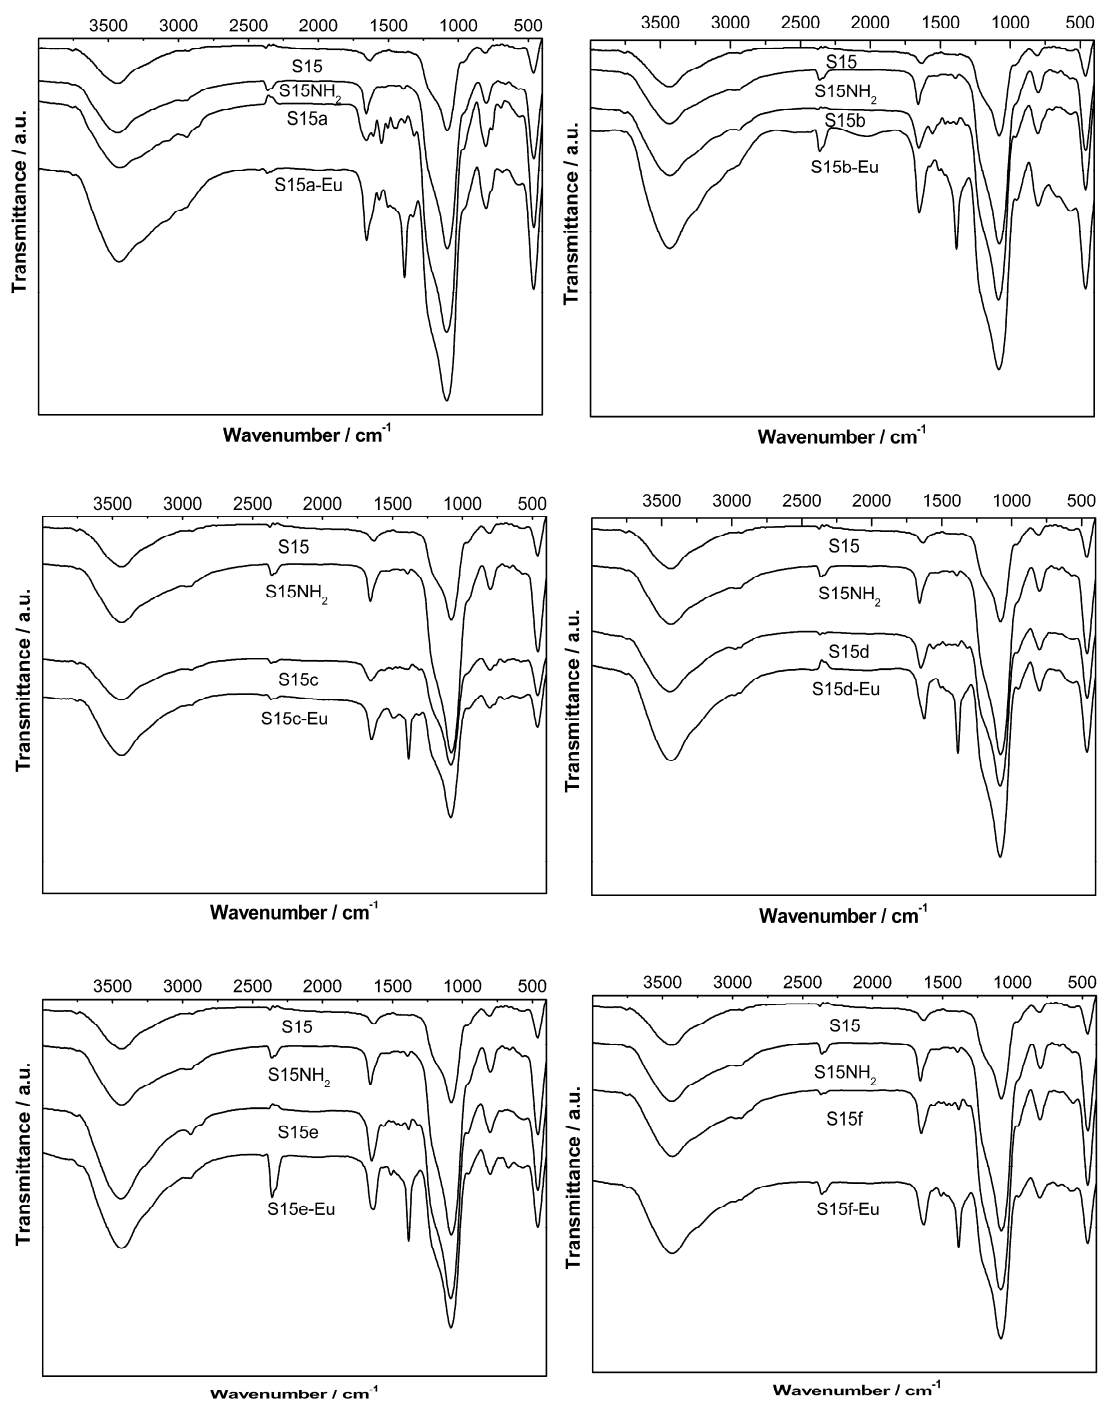 3500 3000 2500 2000 1500 1000 500
S15
S15NH2
S15a
S15a-Eu
Transmittance / a.u.
Wavenumber / cm-1
3500 3000 2500 2000 1500 1000 500
S15
S15NH2
S15b
S15b-Eu
Transmittance / a.u.
Wavenumber / cm-1
3500 3000 2500 2000 1500 1000 500
S15
S15NH2
S15c
S15c-Eu
Transmittance / a.u.
Wavenumber / cm-1
3500 3000 2500 2000 1500 1000 500
S15
S15NH2
S15d
S15d-Eu
Transmittance / a.u.
Wavenumber / cm-1
3500 3000 2500 2000 1500 1000 500
S15
S15NH2
S15e
S15e-Eu
Transmittance / a.u.
Wavenumber / cm-1
3500 3000 2500 2000 1500 1000 500
S15
S15NH2
S15f
S15f-Eu
Transmittance / a.u.
Wavenumber / cm-1